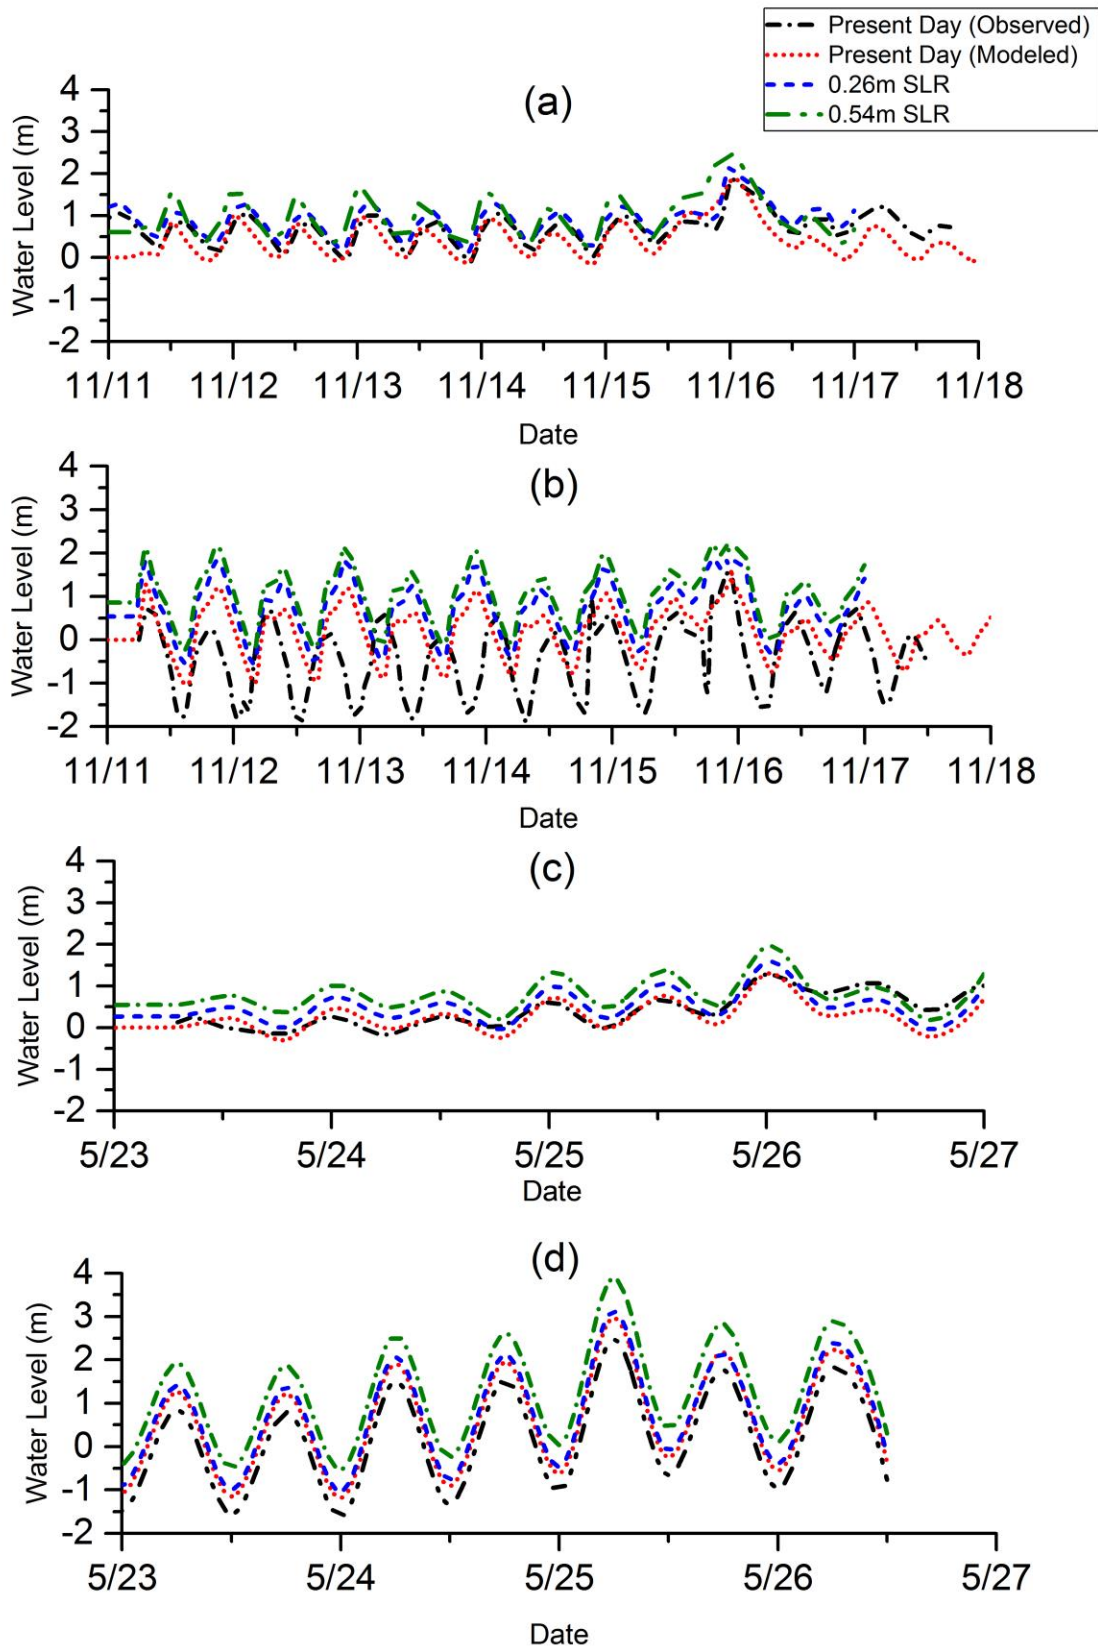 Present Day (Observed)
Present Day (Modeled)
0.26m SLR
0.54m SLR
(a)
Water Level (m)
4
3
2
1
0
-1
-2
11/11 11/12 11/13 11/14 11/15 11/16 11/17 11/18
Date
(b)
Water Level (m)
4
3
2
1
0
-1
-2
11/11 11/12 11/13 11/14 11/15 11/16 11/17 11/18
Date
(c)
Water Level (m)
4
3
2
1
0
-1
-2
5/23 5/24 5/25 5/26 5/27
Date
(d)
Water Level (m)
4
3
2
1
0
-1
-2
5/23 5/24 5/25 5/26 5/27
Date